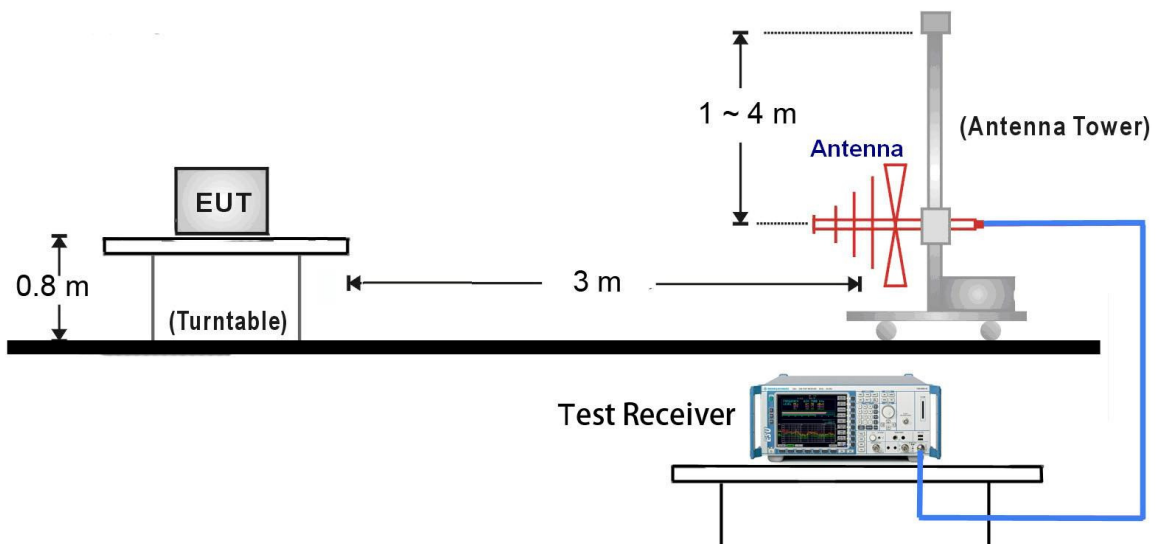 1 ~ 4 m
(Antenna Tower)
Antenna
EUT
0.8 m
3 m
(Turntable)
Test Receiver